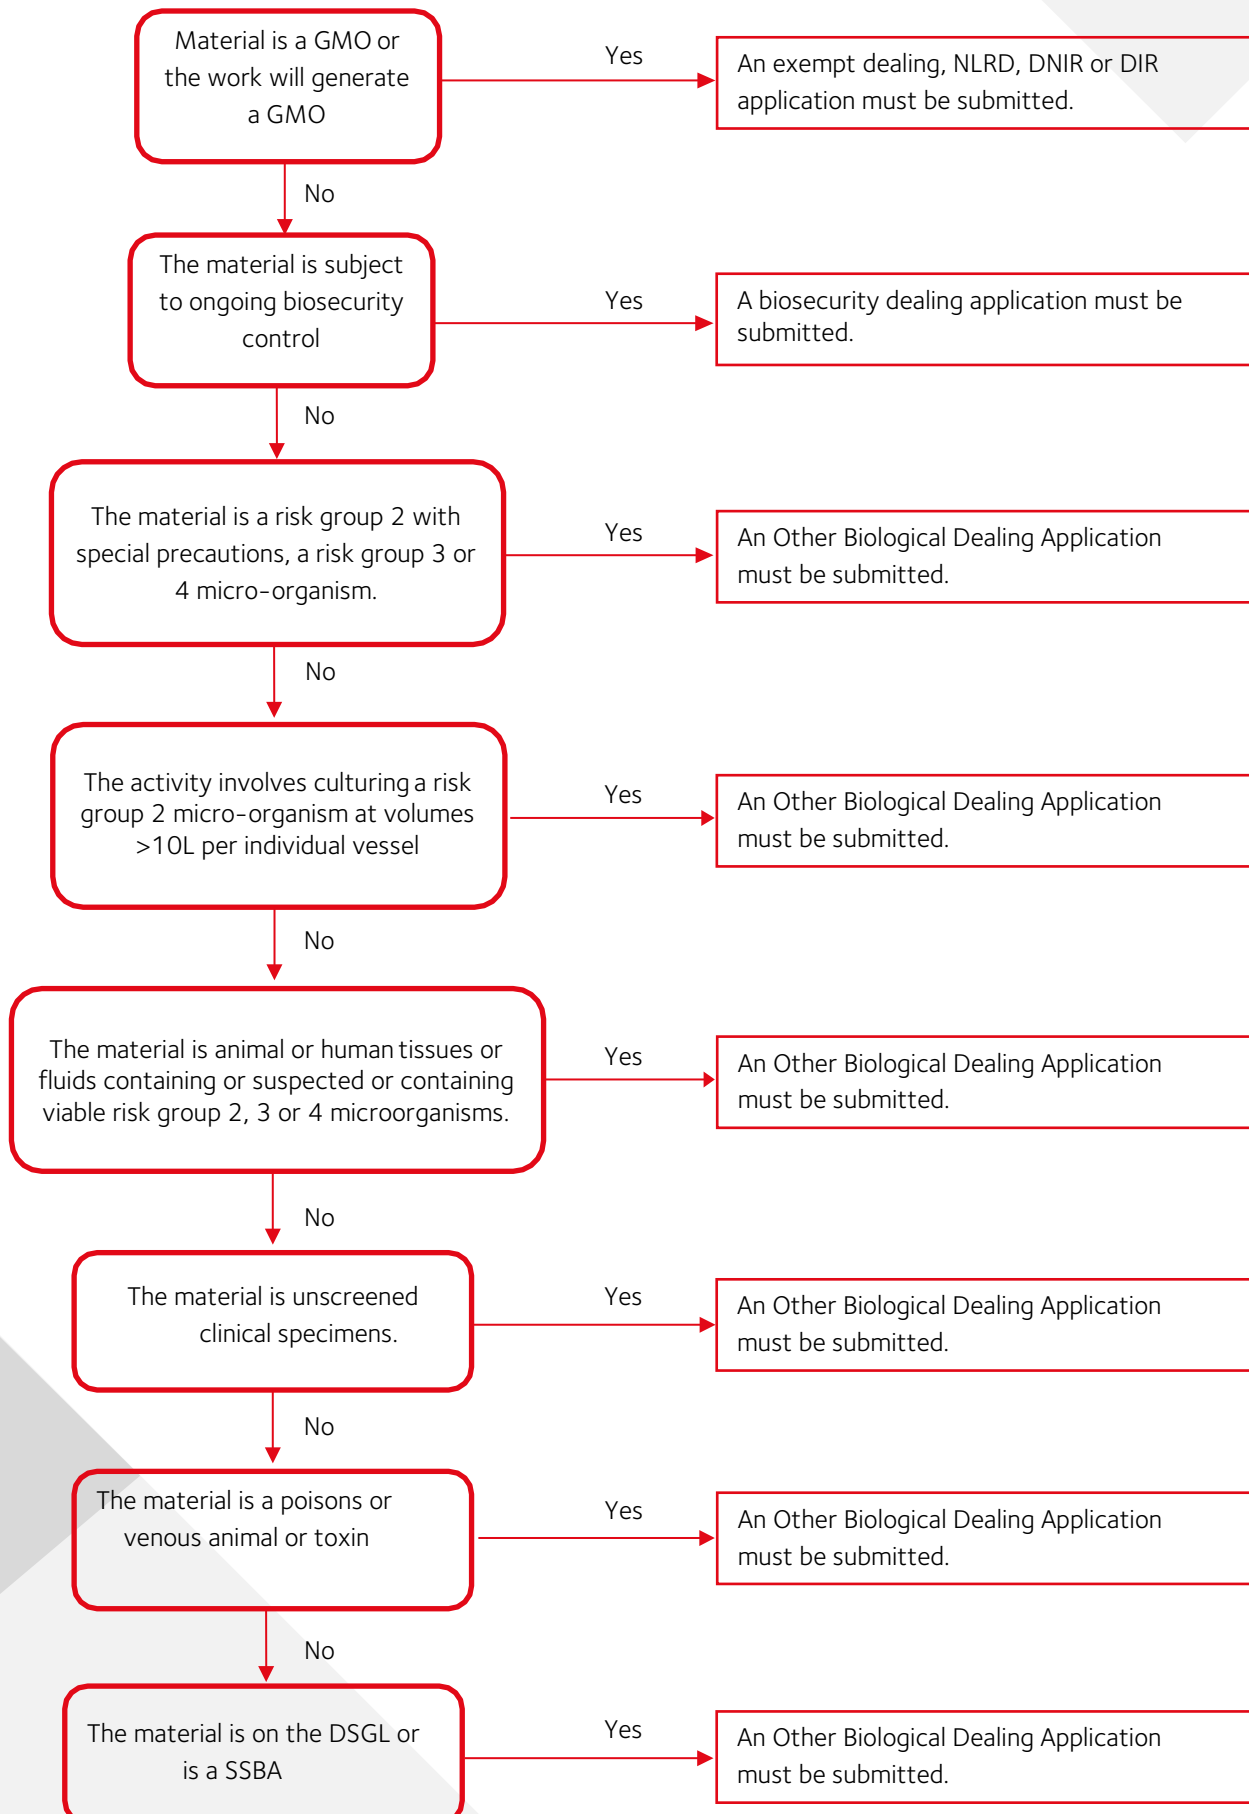 Material is a GMO or
the work will generate
a GMO
Yes
An exempt dealing, NLRD, DNIR or DIR
application must be submitted.
No
The material is subject
to ongoing biosecurity
control
Yes
A biosecurity dealing application must be
submitted.
No
The material is a risk group 2 with
special precautions, a risk group 3 or
4 micro-organism.
Yes
An Other Biological Dealing Application
must be submitted.
No
The activity involves culturing a risk
group 2 micro-organism at volumes
>10L per individual vessel
Yes
An Other Biological Dealing Application
must be submitted.
No
The material is animal or human tissues or
fluids containing or suspected or containing
viable risk group 2, 3 or 4 microorganisms.
Yes
An Other Biological Dealing Application
must be submitted.
No
The material is unscreened
clinical specimens.
Yes
An Other Biological Dealing Application
must be submitted.
No
The material is a poisons or
venous animal or toxin
Yes
An Other Biological Dealing Application
must be submitted.
No
The material is on the DSGL or
is a SSBA
Yes
An Other Biological Dealing Application
must be submitted.